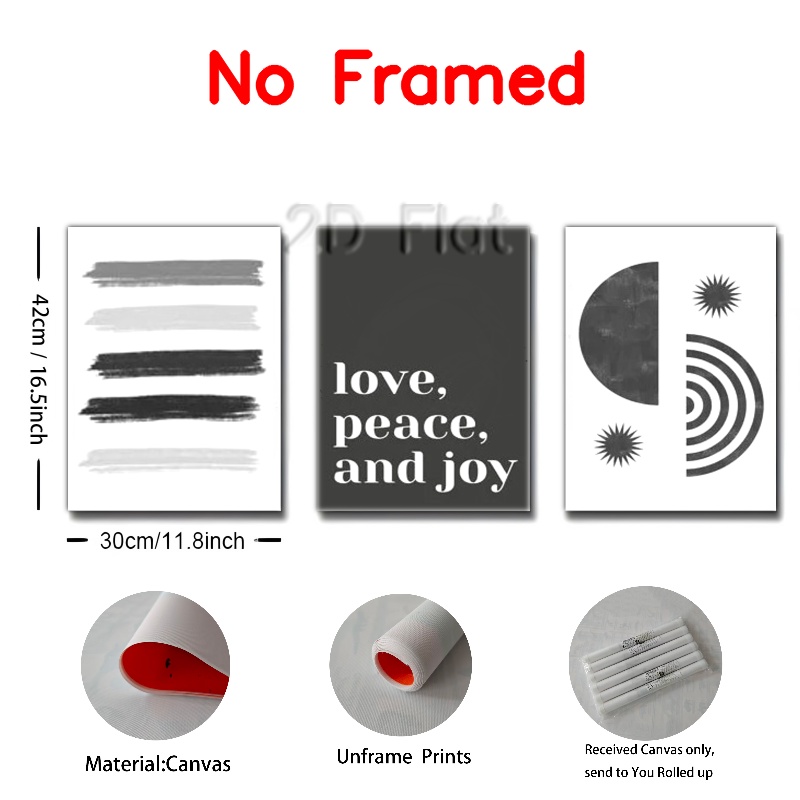 No Framed
2D Flat
42cm / 16.5inch
love,
peace,
and joy
30cm/11.8inch
Material:Canvas
Unframe Prints
Received Canvas only,
send to You Rolled up